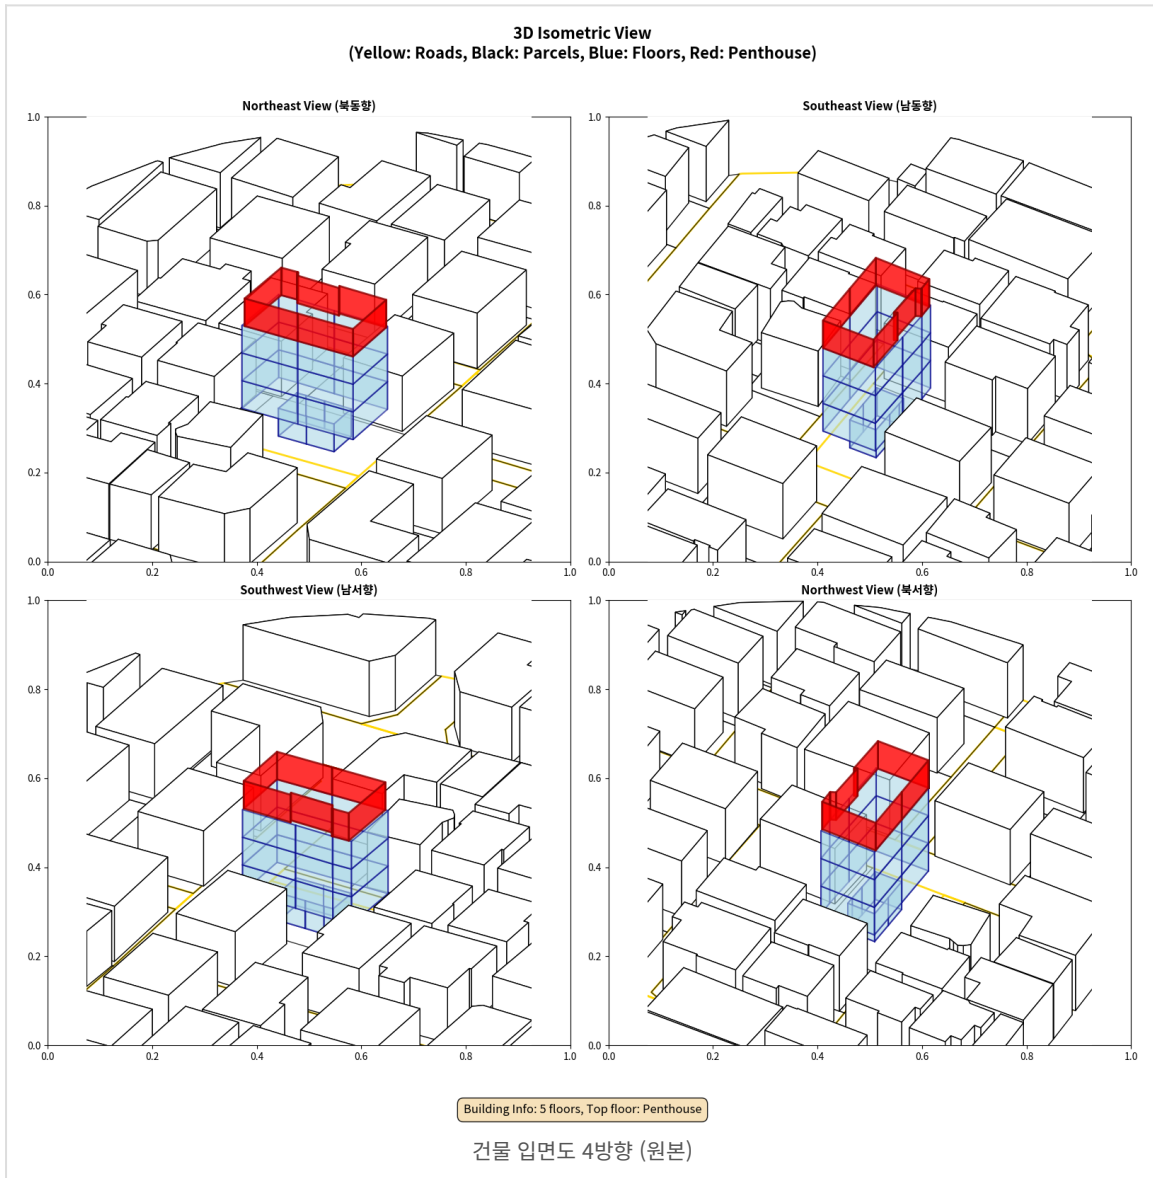 3D Isometric View
(Yellow: Roads, Black: Parcels, Blue: Floors, Red: Penthouse)
Northeast View (북동향)
1.0
0.8
0.6
0.4
0.2
0.0
0.0 0.2 0.4 0.6 0.8 1.0
Southeast View (남동향)
1.0
0.8
0.6
0.4
0.2
0.0
0.0 0.2 0.4 0.6 0.8 1.0
Southwest View (남서향)
1.0
0.8
0.6
0.4
0.2
0.0
0.0 0.2 0.4 0.6 0.8 1.0
Northwest View (북서향)
1.0
0.8
0.6
0.4
0.2
0.0
0.0 0.2 0.4 0.6 0.8 1.0
Building Info: 5 floors, Top floor: Penthouse
건물 입면도 4방향 (원본)